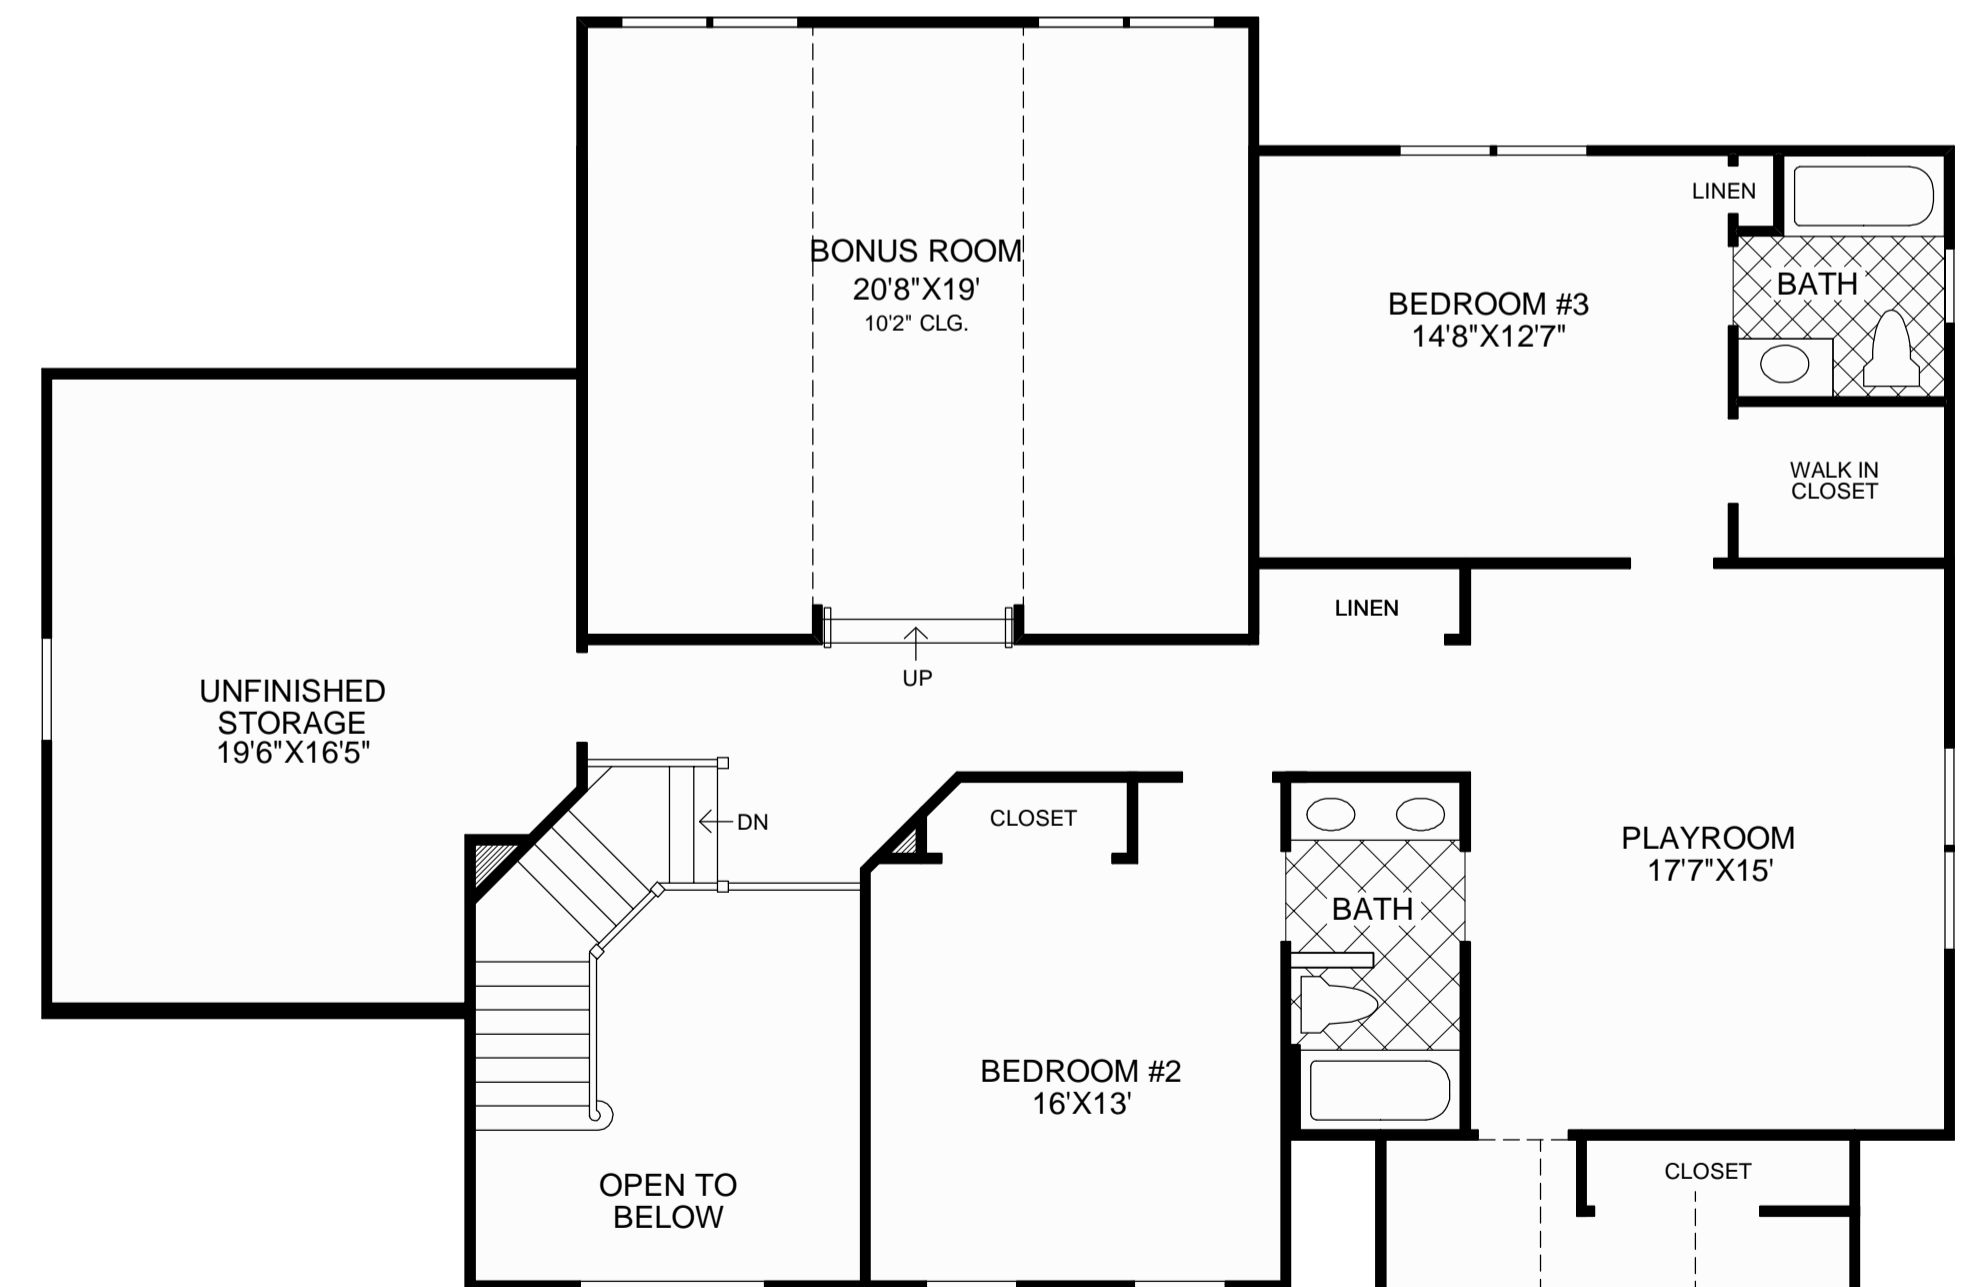 BONUS ROOM
20'8"X19'
10'2" CLG.
UP
LINEN
BATH
BEDROOM #3
14'8"X12'7"
WALK IN
CLOSET
LINEN
UNFINISHED
STORAGE
19'6"X16'5"
DN
CLOSET
BATH
PLAYROOM
17'7"X15'
BEDROOM #2
16'X13'
OPEN TO
BELOW
CLOSET